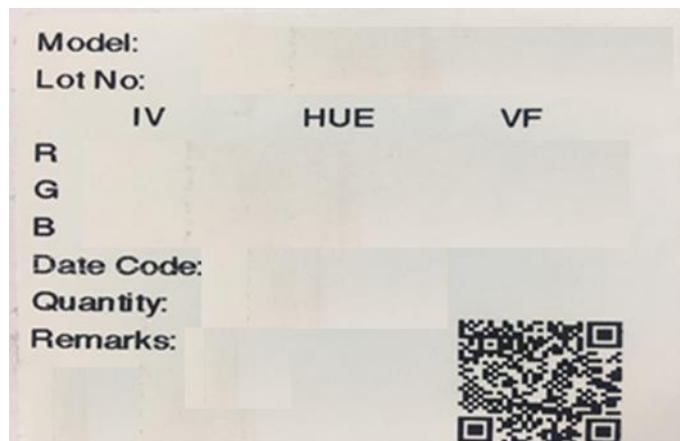 Model:
Lot No:
IV HUE VF
R
G
B
Date Code:
Quantity:
Remarks: